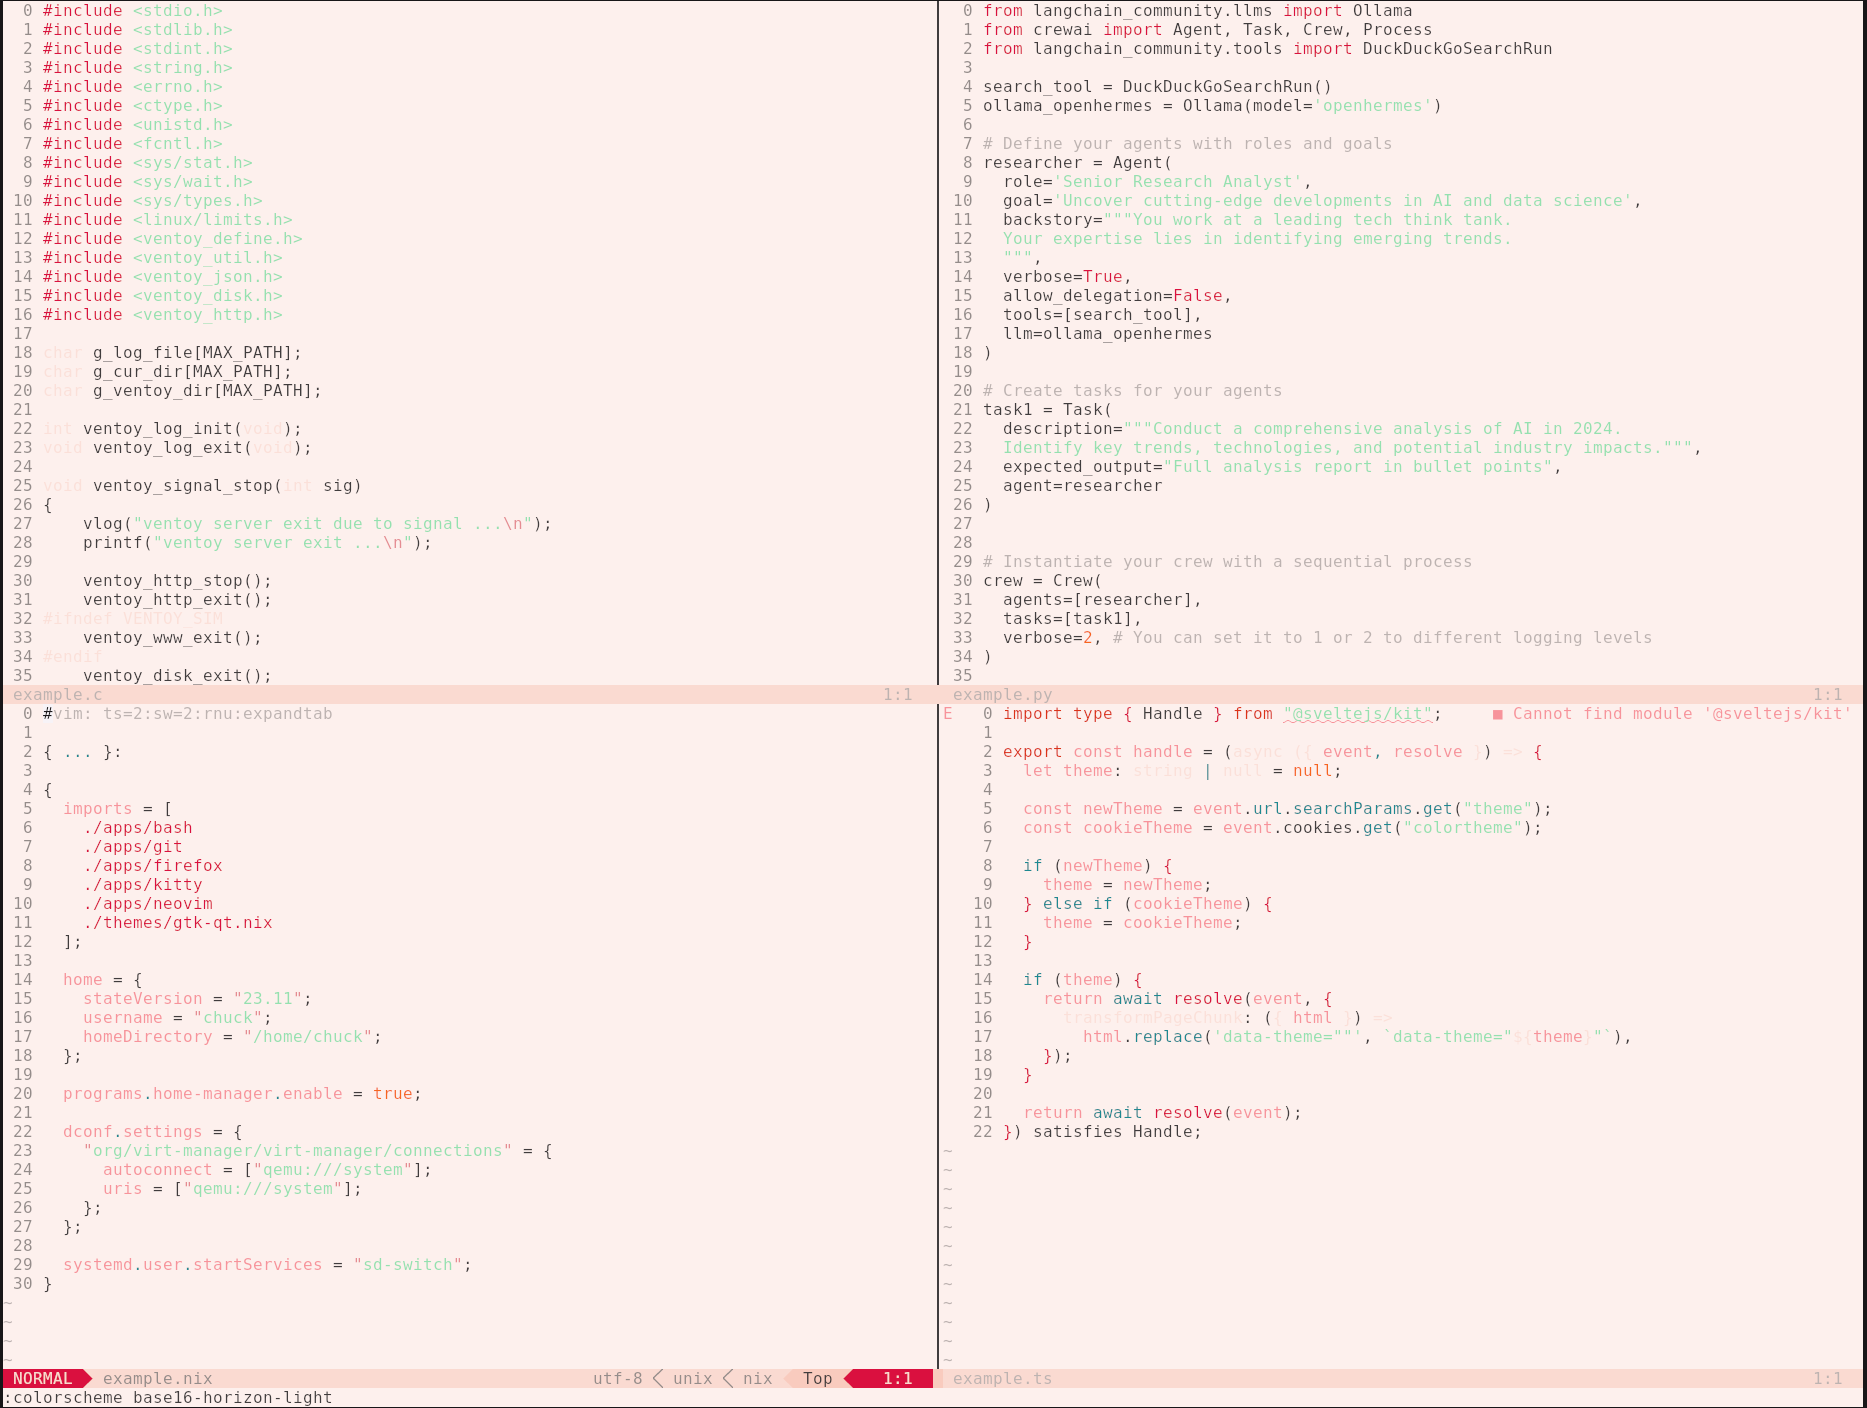 0 #include <stdio.h>
1 #include <stdlib.h>
2 #include <stdint.h>
3 #include <string.h>
4 #include <errno.h>
5 #include <ctype.h>
6 #include <unistd.h>
7 #include <fcntl.h>
8 #include <sys/stat.h>
9 #include <sys/wait.h>
10 #include <sys/types.h>
11 #include <linux/limits.h>
12 #include <ventoy_define.h>
13 #include <ventoy_util.h>
14 #include <ventoy_json.h>
15 #include <ventoy_disk.h>
16 #include <ventoy_http.h>
17
18 char g_log_file[MAX_PATH];
19 char g_cur_dir[MAX_PATH];
20 char g_ventoy_dir[MAX_PATH];
21
22 int ventoy_log_init(void);
23 void ventoy_log_exit(void);
24
25 void ventoy_signal_stop(int sig)
26 {
27     vlog("ventoy server exit due to signal ...\n");
28     printf("ventoy server exit ...\n");
29
30     ventoy_http_stop();
31     ventoy_http_exit();
32 #ifndef VENTOY_SIM
33     ventoy_www_exit();
34 #endif
35     ventoy_disk_exit();
example.c 1:1
0 from langchain_community.llms import Ollama
1 from crewai import Agent, Task, Crew, Process
2 from langchain_community.tools import DuckDuckGoSearchRun
3
4 search_tool = DuckDuckGoSearchRun()
5 ollama_openhermes = Ollama(model='openhermes')
6
7 # Define your agents with roles and goals
8 researcher = Agent(
9   role='Senior Research Analyst',
10   goal='Uncover cutting-edge developments in AI and data science',
11   backstory="""You work at a leading tech think tank.
12   Your expertise lies in identifying emerging trends.
13   """,
14   verbose=True,
15   allow_delegation=False,
16   tools=[search_tool],
17   llm=ollama_openhermes
18 )
19
20 # Create tasks for your agents
21 task1 = Task(
22   description="""Conduct a comprehensive analysis of AI in 2024.
23   Identify key trends, technologies, and potential industry impacts.""",
24   expected_output="Full analysis report in bullet points",
25   agent=researcher
26 )
27
28
29 # Instantiate your crew with a sequential process
30 crew = Crew(
31   agents=[researcher],
32   tasks=[task1],
33   verbose=2, # You can set it to 1 or 2 to different logging levels
34 )
35
example.py 1:1
0 #vim: ts=2:sw=2:rnu:expandtab
1
2 { ... }:
3
4 {
5   imports = [
6     ./apps/bash
7     ./apps/git
8     ./apps/firefox
9     ./apps/kitty
10     ./apps/neovim
11     ./themes/gtk-qt.nix
12   ];
13
14   home = {
15     stateVersion = "23.11";
16     username = "chuck";
17     homeDirectory = "/home/chuck";
18   };
19
20   programs.home-manager.enable = true;
21
22   dconf.settings = {
23     "org/virt-manager/virt-manager/connections" = {
24       autoconnect = ["qemu:///system"];
25       uris = ["qemu:///system"];
26     };
27   };
28
29   systemd.user.startServices = "sd-switch";
30 }
~
~
~
~
NORMAL example.nix utf-8 unix nix Top 1:1
E 0 import type { Handle } from "@sveltejs/kit"; ■ Cannot find module '@sveltejs/kit'
1
2 export const handle = (async ({ event, resolve }) => {
3   let theme: string | null = null;
4
5   const newTheme = event.url.searchParams.get("theme");
6   const cookieTheme = event.cookies.get("colortheme");
7
8   if (newTheme) {
9     theme = newTheme;
10   } else if (cookieTheme) {
11     theme = cookieTheme;
12   }
13
14   if (theme) {
15     return await resolve(event, {
16       transformPageChunk: ({ html }) =>
17         html.replace('data-theme=""', `data-theme="${theme}"`),
18     });
19   }
20
21   return await resolve(event);
22 }) satisfies Handle;
~
~
~
~
~
~
~
~
~
~
~
~
example.ts 1:1
:colorscheme base16-horizon-light